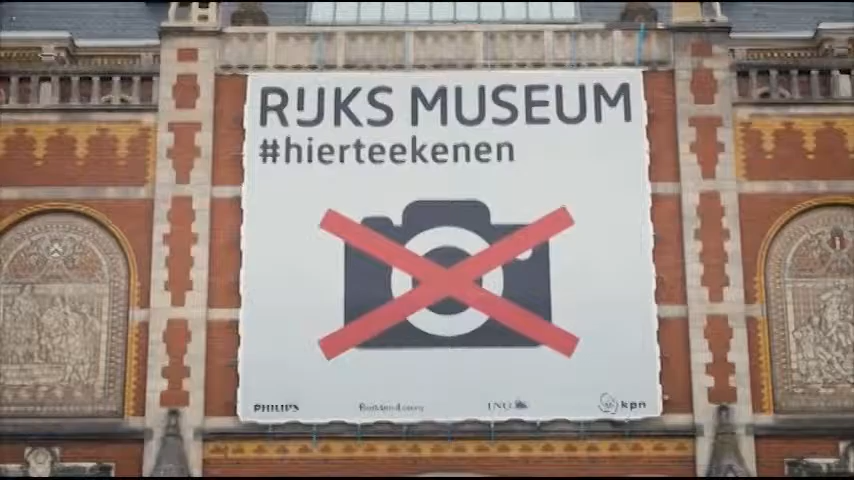 RIJKS MUSEUM
#hierteekenen
PHILIPS
ING
kpn